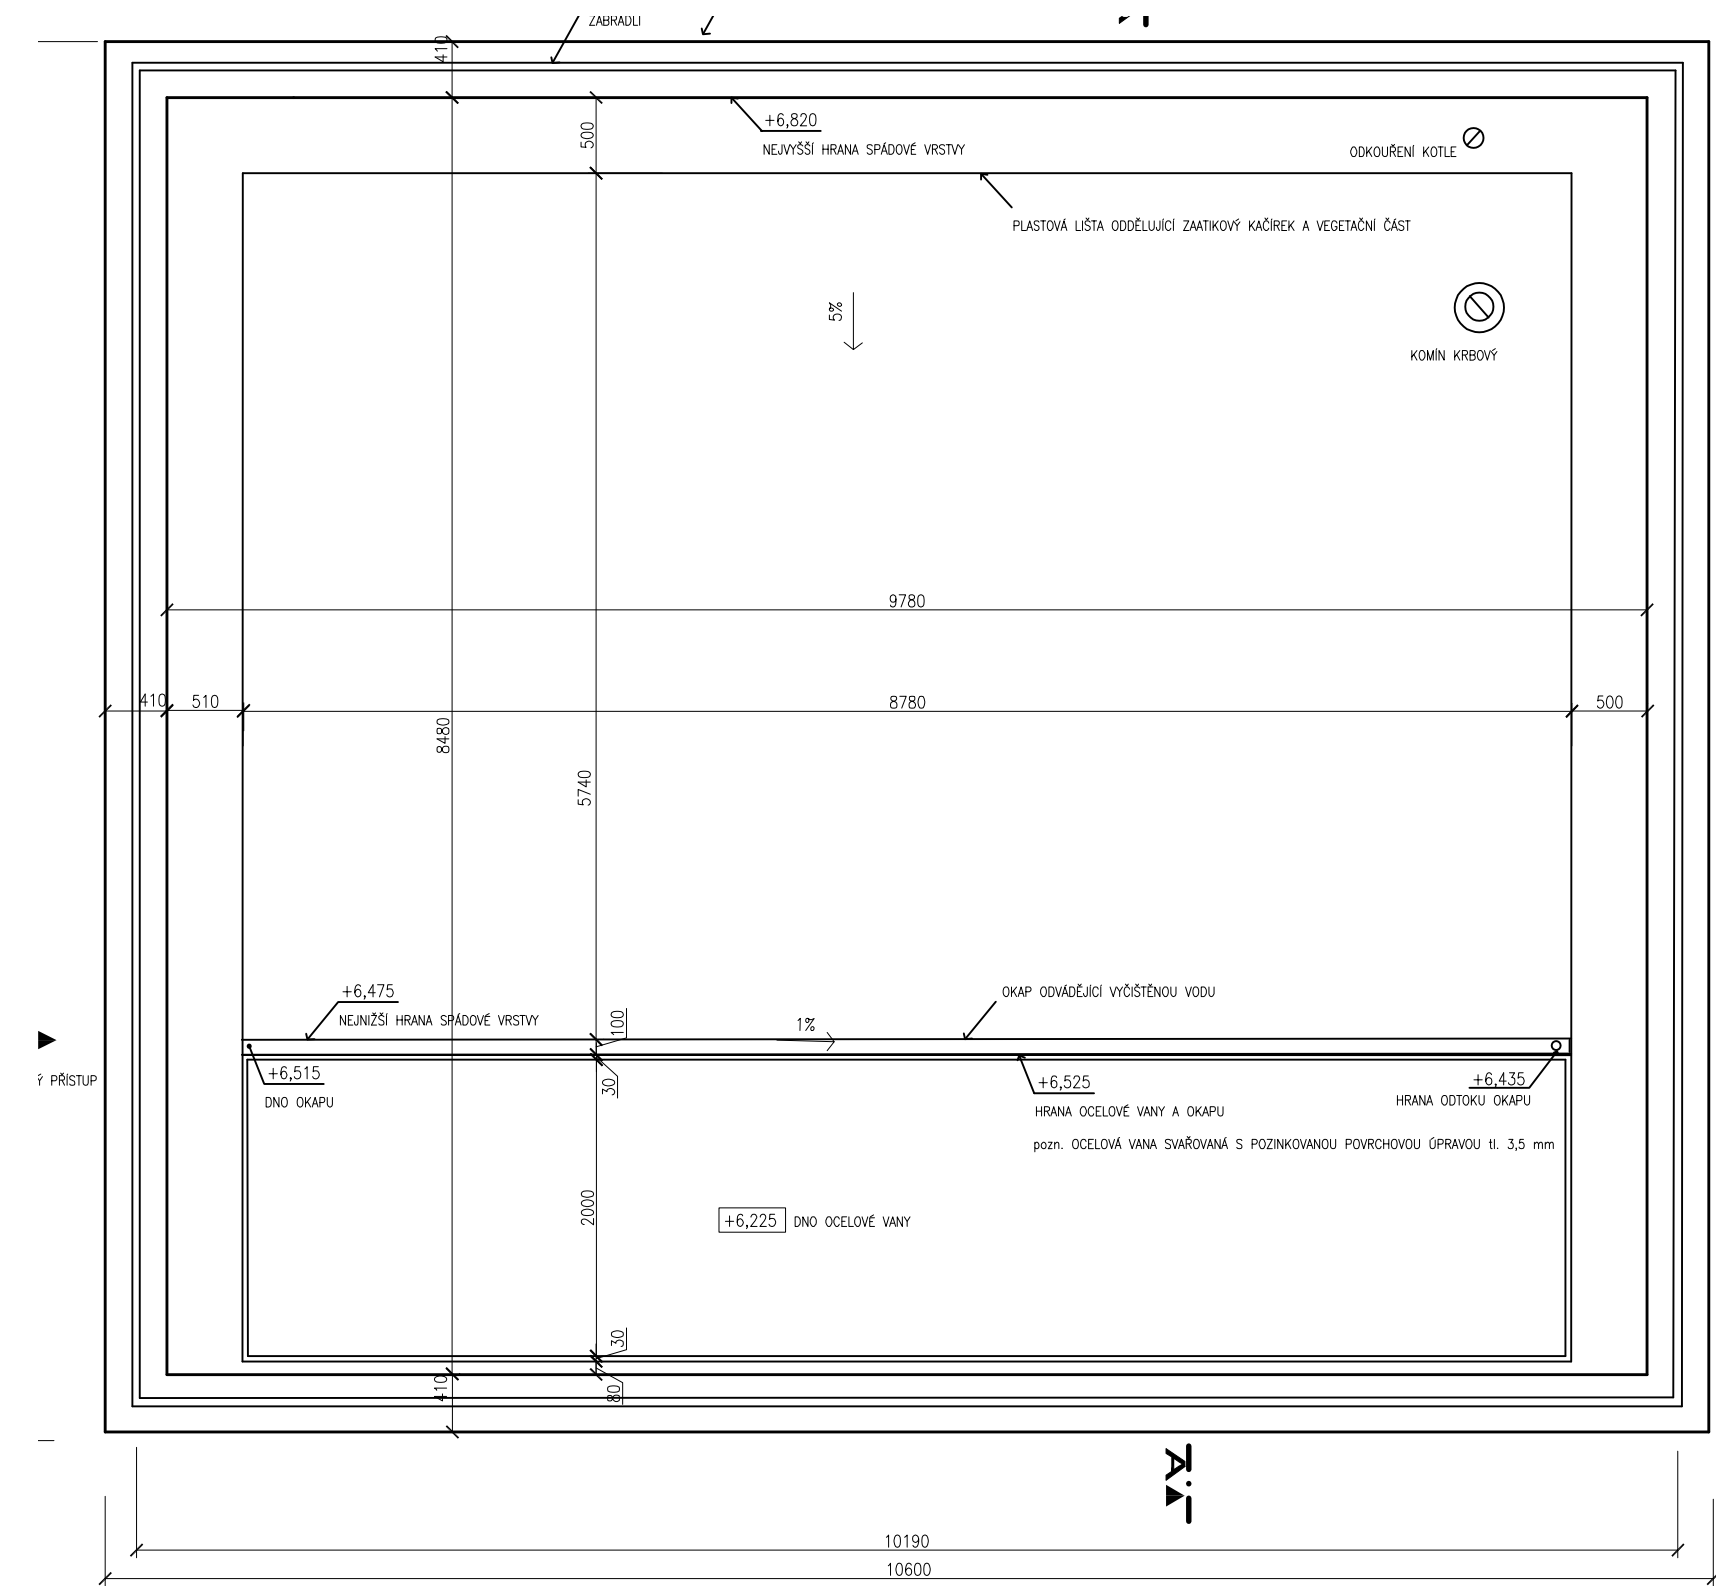 ZÁBRADLÍ
410
+6,820
500
NEJVYŠŠÍ HRANA SPÁDOVÉ VRSTVY
ODKOUŘENÍ KOTLE
PLASTOVÁ LIŠTA ODDĚLUJÍCÍ ZAATIKOVÝ KAČÍREK A VEGETAČNÍ ČÁST
5%
KOMÍN KRBOVÝ
9780
410
510
8780
500
8480
5740
+6,475
NEJNIŽŠÍ HRANA SPÁDOVÉ VRSTVY
OKAP ODVÁDĚJÍCÍ VYČIŠTĚNOU VODU
100
1%
+6,515
DNO OKAPU
30
+6,525
HRANA OCELOVÉ VANY A OKAPU
+6,435
HRANA ODTOKU OKAPU
Ý PŘÍSTUP
pozn. OCELOVÁ VANA SVAŘOVANÁ S POZINKOVANOU POVRCHOVOU ÚPRAVOU tl. 3,5 mm
2000
+6,225 DNO OCELOVÉ VANY
30
410
80
A
10190
10600